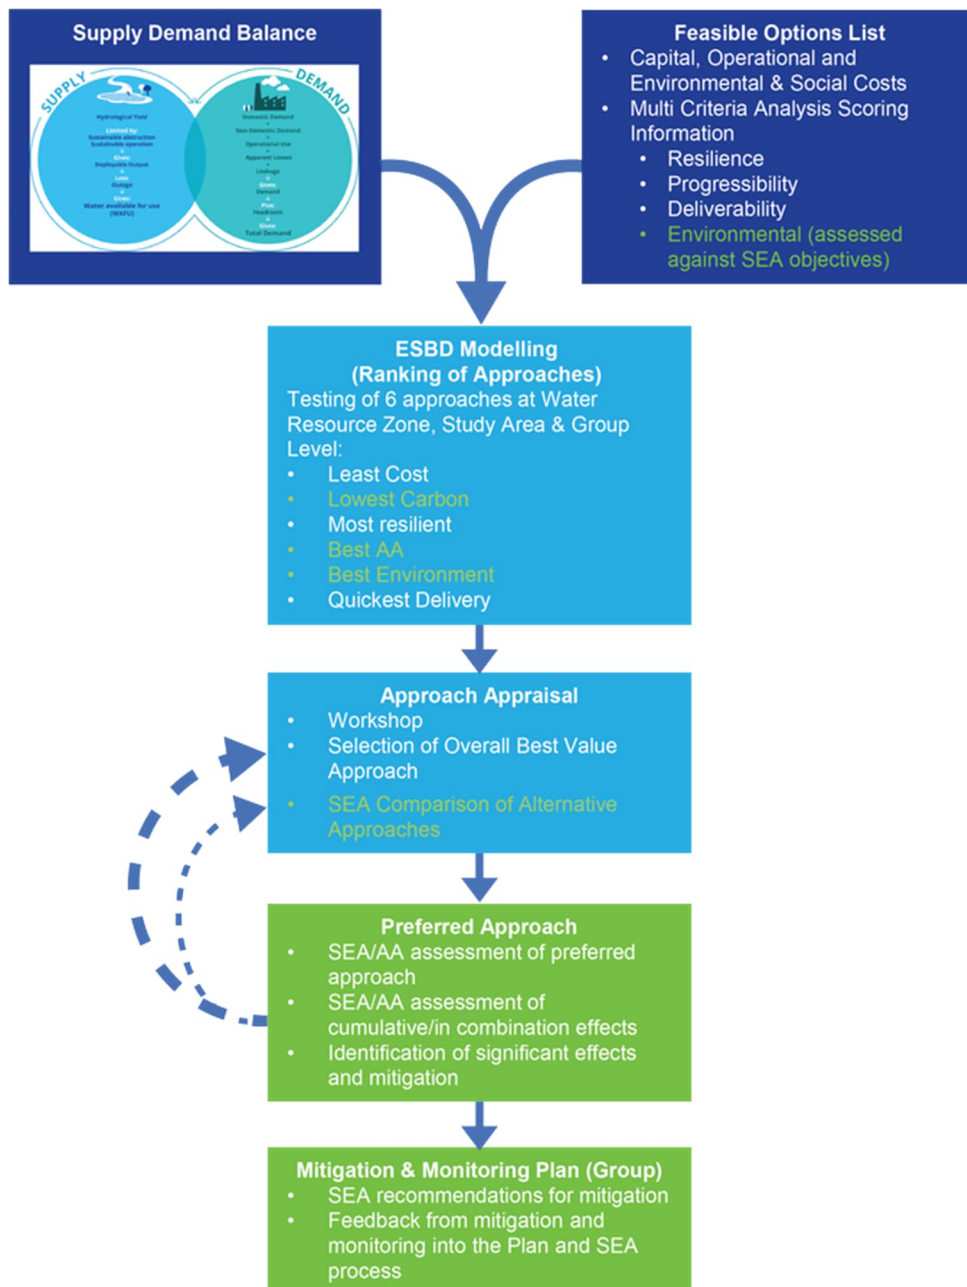 Supply Demand Balance
SUPPLY
Hydrological Yield
Limited by:
Sustainable abstraction
Sustainable operation
Gives:
Deployable Output
Less:
Outage
Gives:
Water available for use
(WAFU)
DEMAND
Domestic Demand
+
Non-Domestic Demand
+
Operational Use
+
Apparent Losses
+
Leakage
Gives:
Demand
Plus:
Headroom
Gives:
Total Demand
Feasible Options List
• Capital, Operational and
Environmental & Social Costs
• Multi Criteria Analysis Scoring
Information
• Resilience
• Progressibility
• Deliverability
• Environmental (assessed
against SEA objectives)
ESBD Modelling
(Ranking of Approaches)
Testing of 6 approaches at Water
Resource Zone, Study Area & Group
Level:
• Least Cost
• Lowest Carbon
• Most resilient
• Best AA
• Best Environment
• Quickest Delivery
Approach Appraisal
• Workshop
• Selection of Overall Best Value
Approach
• SEA Comparison of Alternative
Approaches
Preferred Approach
• SEA/AA assessment of preferred
approach
• SEA/AA assessment of
cumulative/in combination effects
• Identification of significant effects
and mitigation
Mitigation & Monitoring Plan (Group)
• SEA recommendations for mitigation
• Feedback from mitigation and
monitoring into the Plan and SEA
process